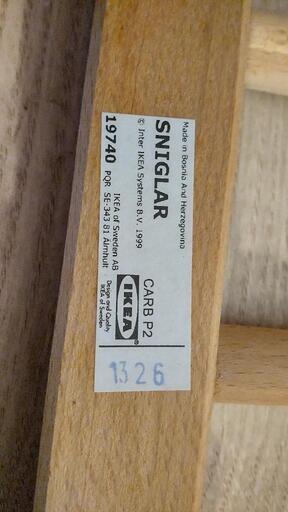 Made in Bosnia And Herzegovina
SNIGLAR
© Inter IKEA Systems B.V. 1999
IKEA of Sweden AB
19740 PQR SE-343 81 Älmhult
CARB P2
IKEA®
Design and Quality
IKEA of Sweden
1326